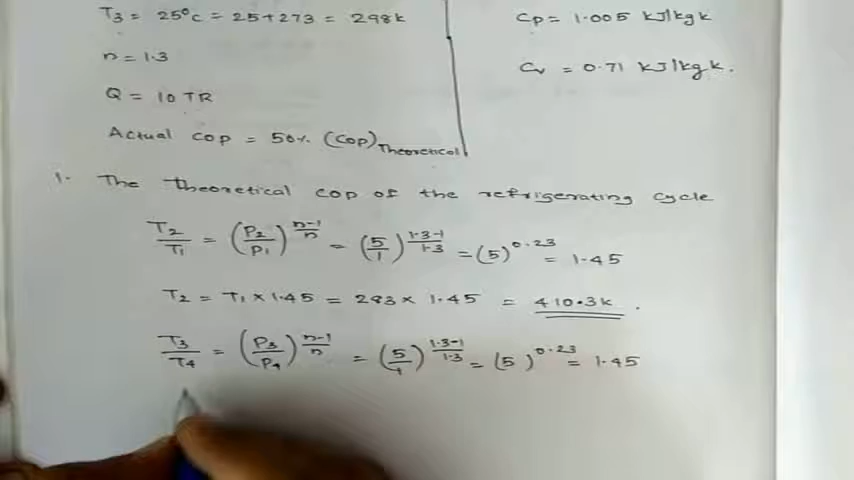 T3 = 25°C = 25+273 = 298k
n = 1.3
Q = 10 TR
Actual COP = 50% (COP)Theoretical
Cp = 1.005 kJ/kg k
Cv = 0.71 kJ/kg k.
1. The theoretical COP of the refrigerating cycle
T2/T1 = (P2/P1)^(n-1/n) = (5/1)^(1.3-1/1.3) = (5)^0.23 = 1.45
T2 = T1 × 1.45 = 283 × 1.45 = 410.3k.
T3/T4 = (P3/P4)^(n-1/n) = (5/1)^(1.3-1/1.3) = (5)^0.23 = 1.45